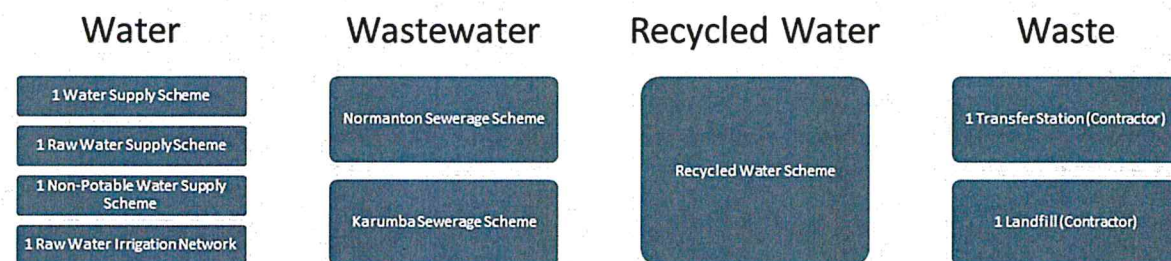 Water
1 Water Supply Scheme
1 Raw Water Supply Scheme
1 Non-Potable Water Supply
Scheme
1 Raw Water Irrigation Network
Wastewater
Normanton Sewerage Scheme
Karumba Sewerage Scheme
Recycled Water
Recycled Water Scheme
Waste
1 Transfer Station (Contractor)
1 Landfill (Contractor)